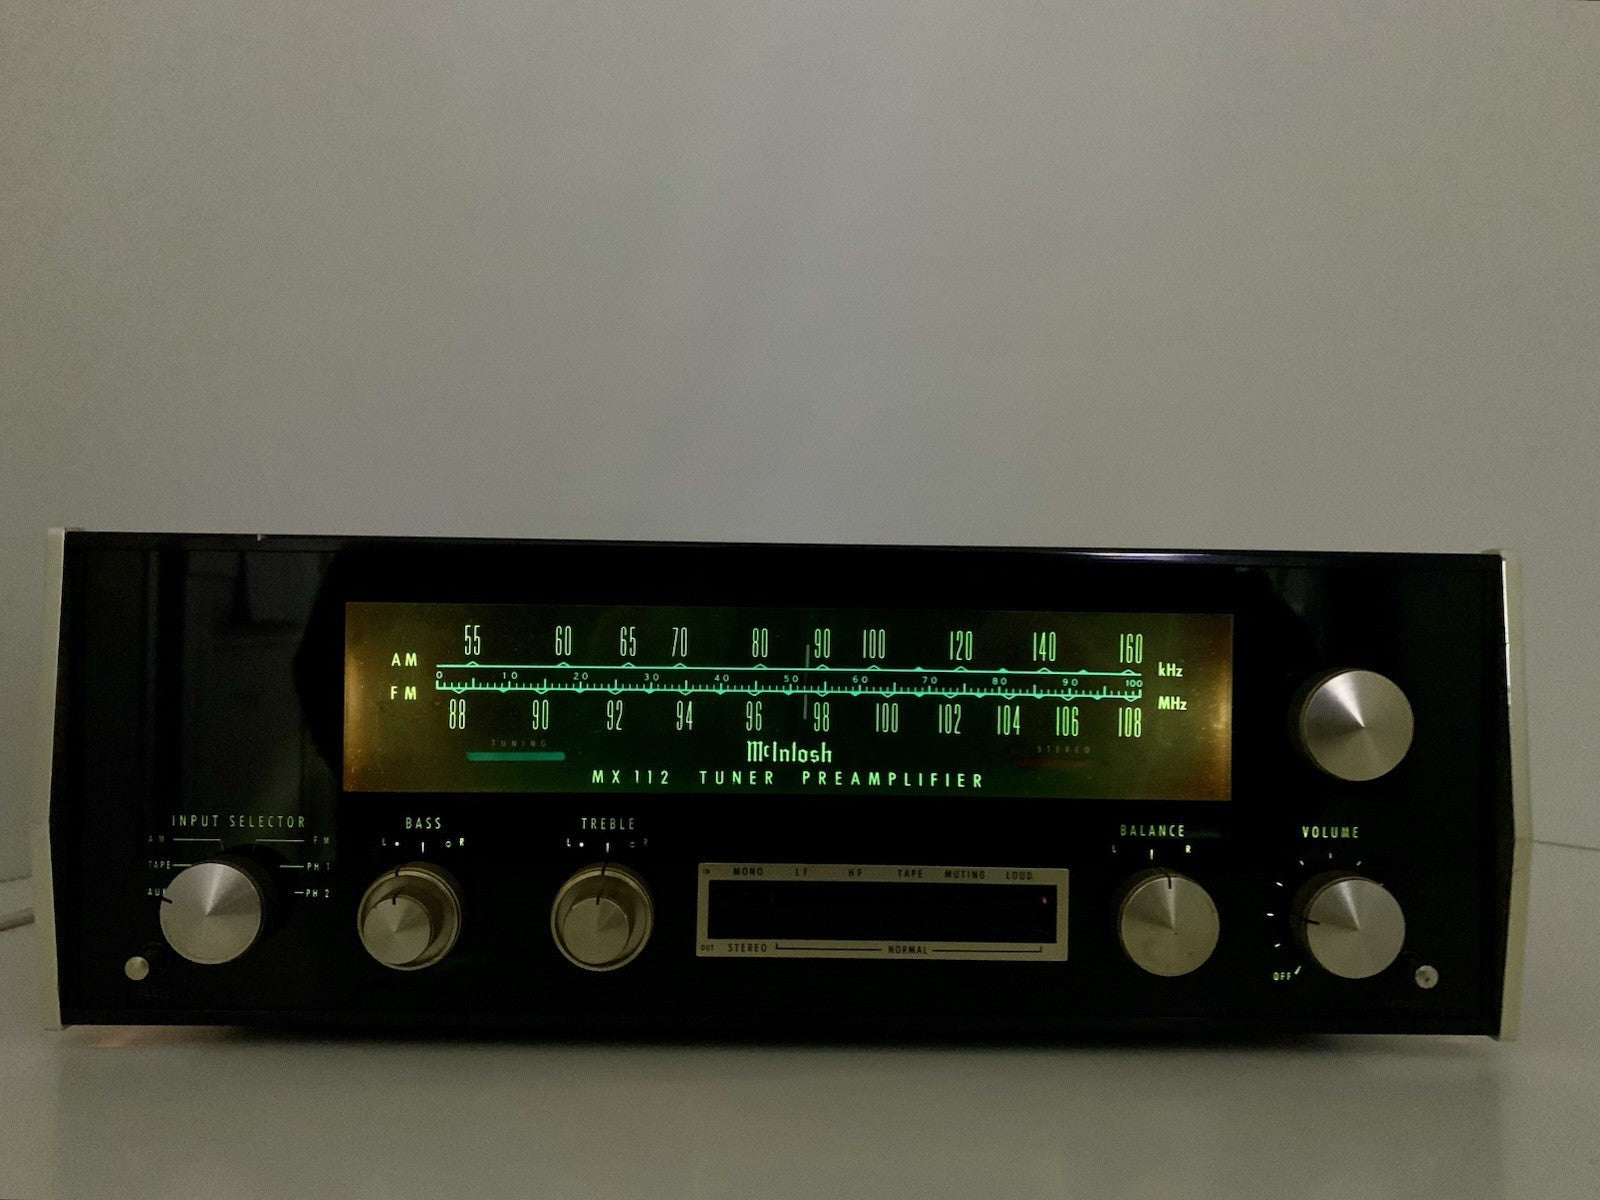 55 60 65 70 80 90 100 120 140 160
AM kHz
0 10 20 30 40 50 60 70 80 90 100
FM MHz
88 90 92 94 96 98 100 102 104 106 108
TUNING McIntosh STEREO
MX 112 TUNER PREAMPLIFIER
INPUT SELECTOR BASS TREBLE BALANCE VOLUME
AM FM L R L R L R
TAPE PH 1
AUX PH 2
IN MONO LF HF TAPE MUTING LOUD
OUT STEREO NORMAL
OFF